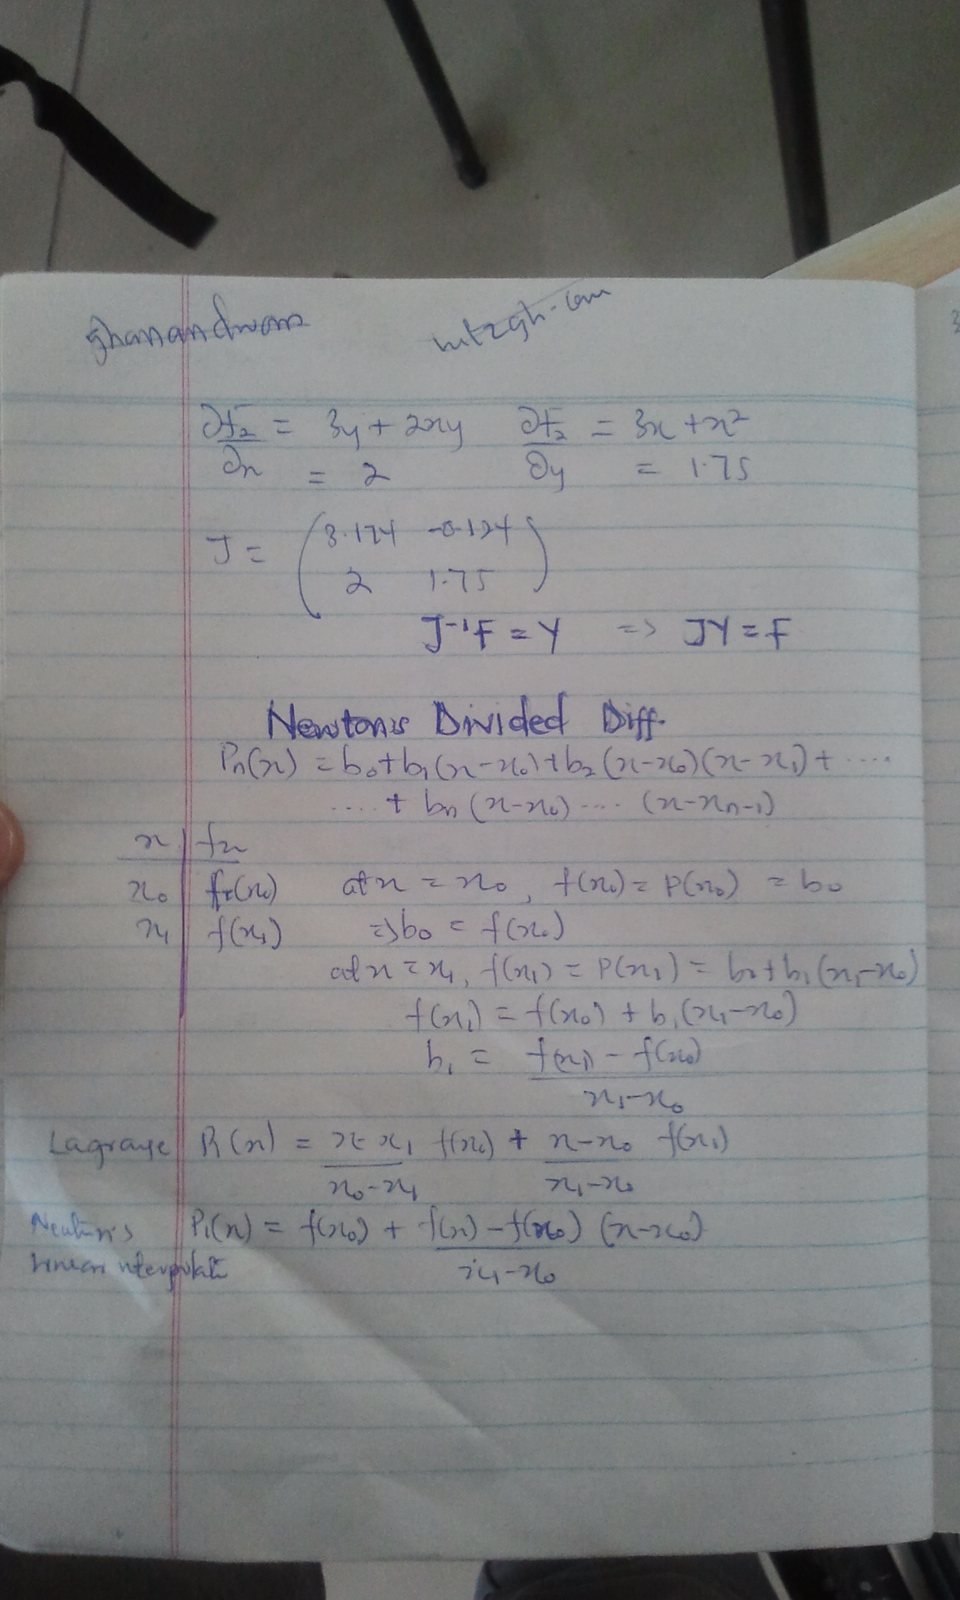 ∂f₂/∂x = 3y + 2xy   ∂f₂/∂y = 3x + x²
= 2   = 1.75
J = (3.124 -0.124
2 1.75)
J⁻¹F = Y => JY = F
Newton's Divided Diff.
Pn(x) = b₀ + b₁(x-x₀) + b₂(x-x₀)(x-x₁) + ....
.... + bn(x-x₀) .... (x-xn-1)
x | fx
x₀ | f(x₀)   at x = x₀, f(x₀) = P(x₀) = b₀
x₁ | f(x₁)   => b₀ = f(x₀)
at x = x₁, f(x₁) = P(x₁) = b₀ + b₁(x₁-x₀)
f(x₁) = f(x₀) + b₁(x₁-x₀)
b₁ = f(x₁) - f(x₀) / x₁-x₀
Lagrange P₁(x) = x-x₁/x₀-x₁ f(x₀) + x-x₀/x₁-x₀ f(x₁)
Newton's P₁(x) = f(x₀) + f(x₁) - f(x₀) / x₁-x₀ (x-x₀)
Linear